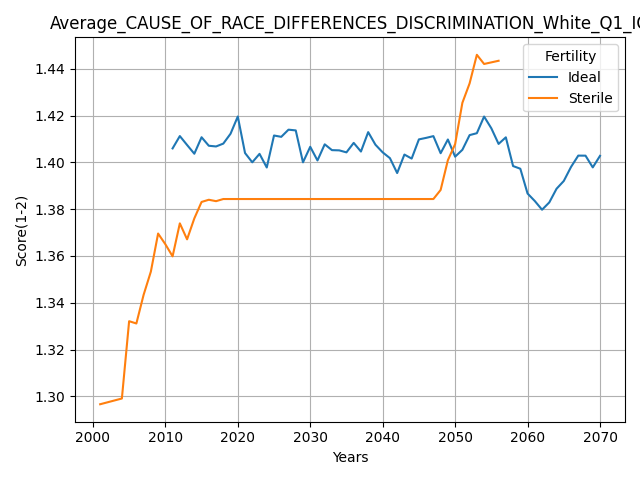 Average_CAUSE_OF_RACE_DIFFERENCES_DISCRIMINATION_White_Q1_IQ
Fertility
Ideal
Sterile
Score(1-2)
1.44
1.42
1.40
1.38
1.36
1.34
1.32
1.30
2000 2010 2020 2030 2040 2050 2060 2070
Years